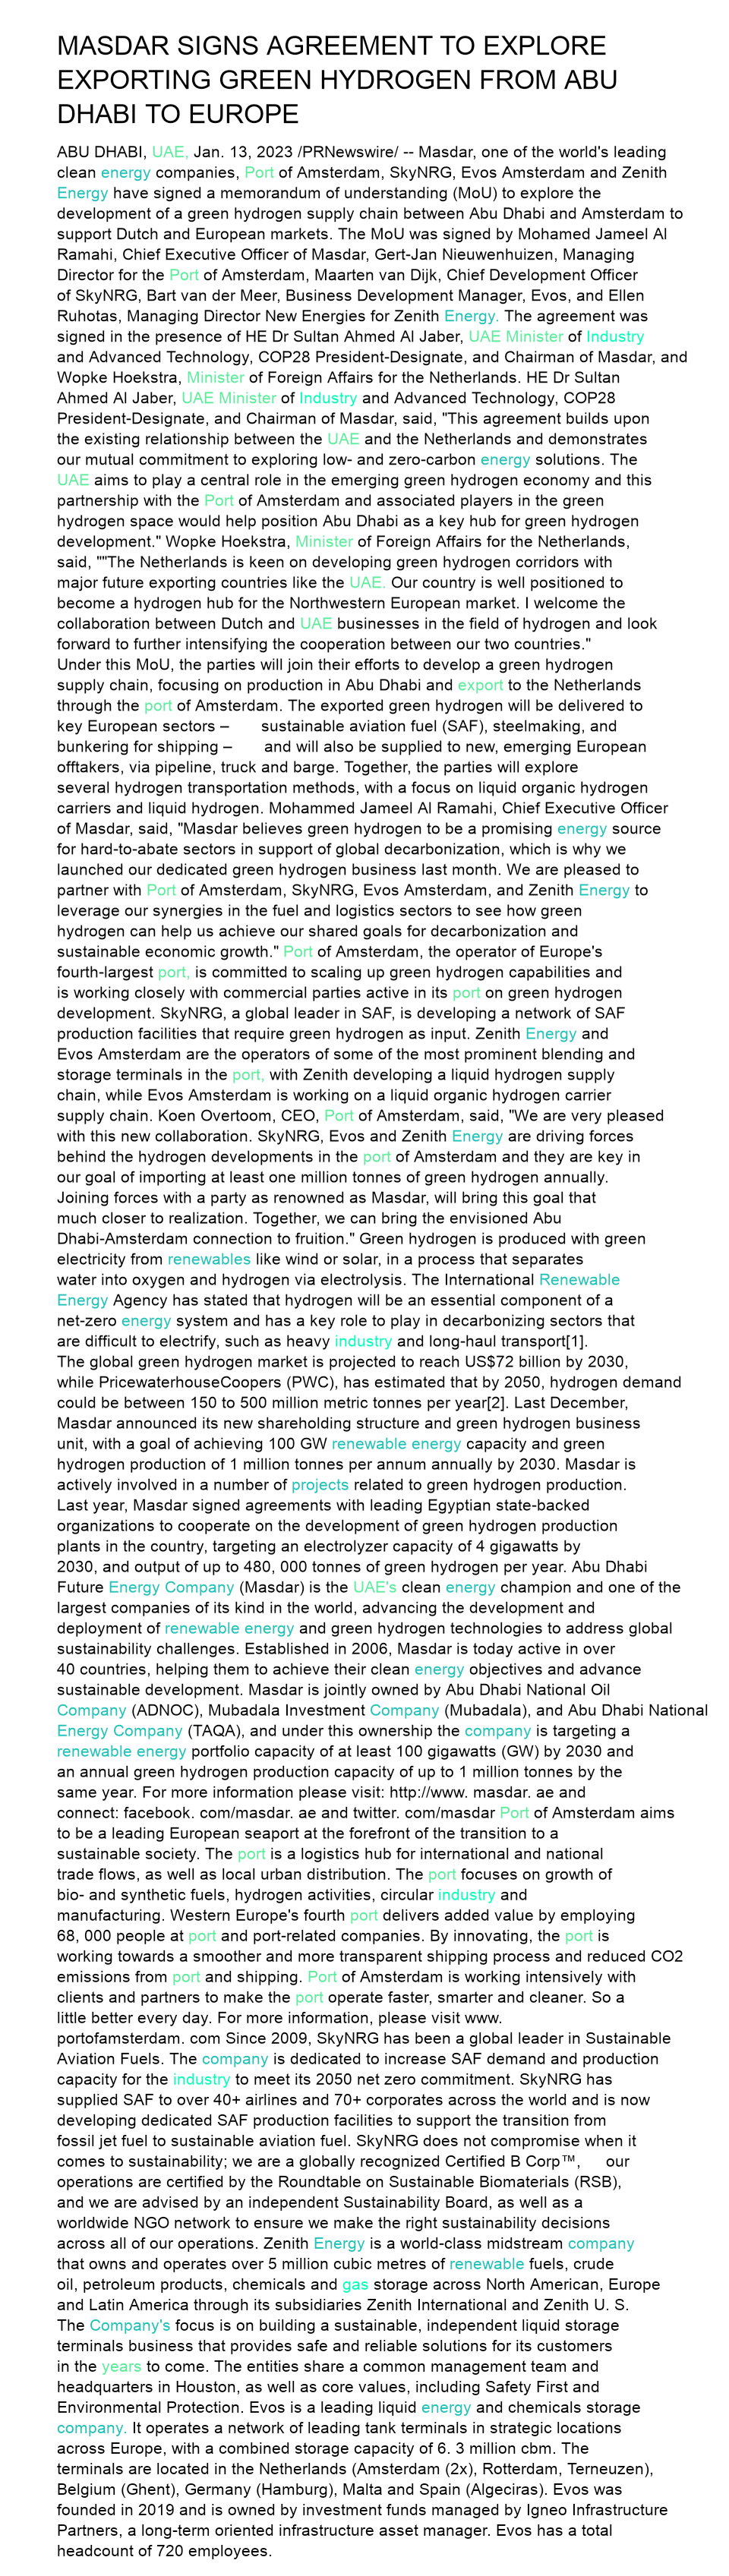 MASDAR SIGNS AGREEMENT TO EXPLORE
EXPORTING GREEN HYDROGEN FROM ABU
DHABI TO EUROPE
ABU DHABI, UAE, Jan. 13, 2023 /PRNewswire/ -- Masdar, one of the world's leading
clean energy companies, Port of Amsterdam, SkyNRG, Evos Amsterdam and Zenith
Energy have signed a memorandum of understanding (MoU) to explore the
development of a green hydrogen supply chain between Abu Dhabi and Amsterdam to
support Dutch and European markets. The MoU was signed by Mohamed Jameel Al
Ramahi, Chief Executive Officer of Masdar, Gert-Jan Nieuwenhuizen, Managing
Director for the Port of Amsterdam, Maarten van Dijk, Chief Development Officer
of SkyNRG, Bart van der Meer, Business Development Manager, Evos, and Ellen
Ruhotas, Managing Director New Energies for Zenith Energy. The agreement was
signed in the presence of HE Dr Sultan Ahmed Al Jaber, UAE Minister of Industry
and Advanced Technology, COP28 President-Designate, and Chairman of Masdar, and
Wopke Hoekstra, Minister of Foreign Affairs for the Netherlands. HE Dr Sultan
Ahmed Al Jaber, UAE Minister of Industry and Advanced Technology, COP28
President-Designate, and Chairman of Masdar, said, "This agreement builds upon
the existing relationship between the UAE and the Netherlands and demonstrates
our mutual commitment to exploring low- and zero-carbon energy solutions. The
UAE aims to play a central role in the emerging green hydrogen economy and this
partnership with the Port of Amsterdam and associated players in the green
hydrogen space would help position Abu Dhabi as a key hub for green hydrogen
development." Wopke Hoekstra, Minister of Foreign Affairs for the Netherlands,
said, ""The Netherlands is keen on developing green hydrogen corridors with
major future exporting countries like the UAE. Our country is well positioned to
become a hydrogen hub for the Northwestern European market. I welcome the
collaboration between Dutch and UAE businesses in the field of hydrogen and look
forward to further intensifying the cooperation between our two countries."
Under this MoU, the parties will join their efforts to develop a green hydrogen
supply chain, focusing on production in Abu Dhabi and export to the Netherlands
through the port of Amsterdam. The exported green hydrogen will be delivered to
key European sectors – sustainable aviation fuel (SAF), steelmaking, and
bunkering for shipping – and will also be supplied to new, emerging European
offtakers, via pipeline, truck and barge. Together, the parties will explore
several hydrogen transportation methods, with a focus on liquid organic hydrogen
carriers and liquid hydrogen. Mohammed Jameel Al Ramahi, Chief Executive Officer
of Masdar, said, "Masdar believes green hydrogen to be a promising energy source
for hard-to-abate sectors in support of global decarbonization, which is why we
launched our dedicated green hydrogen business last month. We are pleased to
partner with Port of Amsterdam, SkyNRG, Evos Amsterdam, and Zenith Energy to
leverage our synergies in the fuel and logistics sectors to see how green
hydrogen can help us achieve our shared goals for decarbonization and
sustainable economic growth." Port of Amsterdam, the operator of Europe's
fourth-largest port, is committed to scaling up green hydrogen capabilities and
is working closely with commercial parties active in its port on green hydrogen
development. SkyNRG, a global leader in SAF, is developing a network of SAF
production facilities that require green hydrogen as input. Zenith Energy and
Evos Amsterdam are the operators of some of the most prominent blending and
storage terminals in the port, with Zenith developing a liquid hydrogen supply
chain, while Evos Amsterdam is working on a liquid organic hydrogen carrier
supply chain. Koen Overtoom, CEO, Port of Amsterdam, said, "We are very pleased
with this new collaboration. SkyNRG, Evos and Zenith Energy are driving forces
behind the hydrogen developments in the port of Amsterdam and they are key in
our goal of importing at least one million tonnes of green hydrogen annually.
Joining forces with a party as renowned as Masdar, will bring this goal that
much closer to realization. Together, we can bring the envisioned Abu
Dhabi-Amsterdam connection to fruition." Green hydrogen is produced with green
electricity from renewables like wind or solar, in a process that separates
water into oxygen and hydrogen via electrolysis. The International Renewable
Energy Agency has stated that hydrogen will be an essential component of a
net-zero energy system and has a key role to play in decarbonizing sectors that
are difficult to electrify, such as heavy industry and long-haul transport[1].
The global green hydrogen market is projected to reach US$72 billion by 2030,
while PricewaterhouseCoopers (PWC), has estimated that by 2050, hydrogen demand
could be between 150 to 500 million metric tonnes per year[2]. Last December,
Masdar announced its new shareholding structure and green hydrogen business
unit, with a goal of achieving 100 GW renewable energy capacity and green
hydrogen production of 1 million tonnes per annum annually by 2030. Masdar is
actively involved in a number of projects related to green hydrogen production.
Last year, Masdar signed agreements with leading Egyptian state-backed
organizations to cooperate on the development of green hydrogen production
plants in the country, targeting an electrolyzer capacity of 4 gigawatts by
2030, and output of up to 480, 000 tonnes of green hydrogen per year. Abu Dhabi
Future Energy Company (Masdar) is the UAE's clean energy champion and one of the
largest companies of its kind in the world, advancing the development and
deployment of renewable energy and green hydrogen technologies to address global
sustainability challenges. Established in 2006, Masdar is today active in over
40 countries, helping them to achieve their clean energy objectives and advance
sustainable development. Masdar is jointly owned by Abu Dhabi National Oil
Company (ADNOC), Mubadala Investment Company (Mubadala), and Abu Dhabi National
Energy Company (TAQA), and under this ownership the company is targeting a
renewable energy portfolio capacity of at least 100 gigawatts (GW) by 2030 and
an annual green hydrogen production capacity of up to 1 million tonnes by the
same year. For more information please visit: http://www. masdar. ae and
connect: facebook. com/masdar. ae and twitter. com/masdar Port of Amsterdam aims
to be a leading European seaport at the forefront of the transition to a
sustainable society. The port is a logistics hub for international and national
trade flows, as well as local urban distribution. The port focuses on growth of
bio- and synthetic fuels, hydrogen activities, circular industry and
manufacturing. Western Europe's fourth port delivers added value by employing
68, 000 people at port and port-related companies. By innovating, the port is
working towards a smoother and more transparent shipping process and reduced CO2
emissions from port and shipping. Port of Amsterdam is working intensively with
clients and partners to make the port operate faster, smarter and cleaner. So a
little better every day. For more information, please visit www.
portofamsterdam. com Since 2009, SkyNRG has been a global leader in Sustainable
Aviation Fuels. The company is dedicated to increase SAF demand and production
capacity for the industry to meet its 2050 net zero commitment. SkyNRG has
supplied SAF to over 40+ airlines and 70+ corporates across the world and is now
developing dedicated SAF production facilities to support the transition from
fossil jet fuel to sustainable aviation fuel. SkyNRG does not compromise when it
comes to sustainability; we are a globally recognized Certified B Corp™, our
operations are certified by the Roundtable on Sustainable Biomaterials (RSB),
and we are advised by an independent Sustainability Board, as well as a
worldwide NGO network to ensure we make the right sustainability decisions
across all of our operations. Zenith Energy is a world-class midstream company
that owns and operates over 5 million cubic metres of renewable fuels, crude
oil, petroleum products, chemicals and gas storage across North American, Europe
and Latin America through its subsidiaries Zenith International and Zenith U. S.
The Company's focus is on building a sustainable, independent liquid storage
terminals business that provides safe and reliable solutions for its customers
in the years to come. The entities share a common management team and
headquarters in Houston, as well as core values, including Safety First and
Environmental Protection. Evos is a leading liquid energy and chemicals storage
company. It operates a network of leading tank terminals in strategic locations
across Europe, with a combined storage capacity of 6. 3 million cbm. The
terminals are located in the Netherlands (Amsterdam (2x), Rotterdam, Terneuzen),
Belgium (Ghent), Germany (Hamburg), Malta and Spain (Algeciras). Evos was
founded in 2019 and is owned by investment funds managed by Igneo Infrastructure
Partners, a long-term oriented infrastructure asset manager. Evos has a total
headcount of 720 employees.